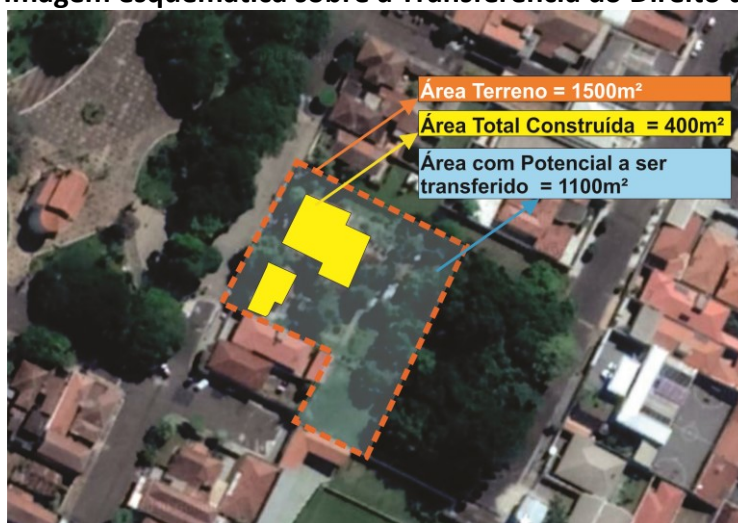 Imagem esquemática sobre a Transferência do Direito
Área Terreno = 1500m²
Área Total Construída = 400m²
Área com Potencial a ser
transferido = 1100m²